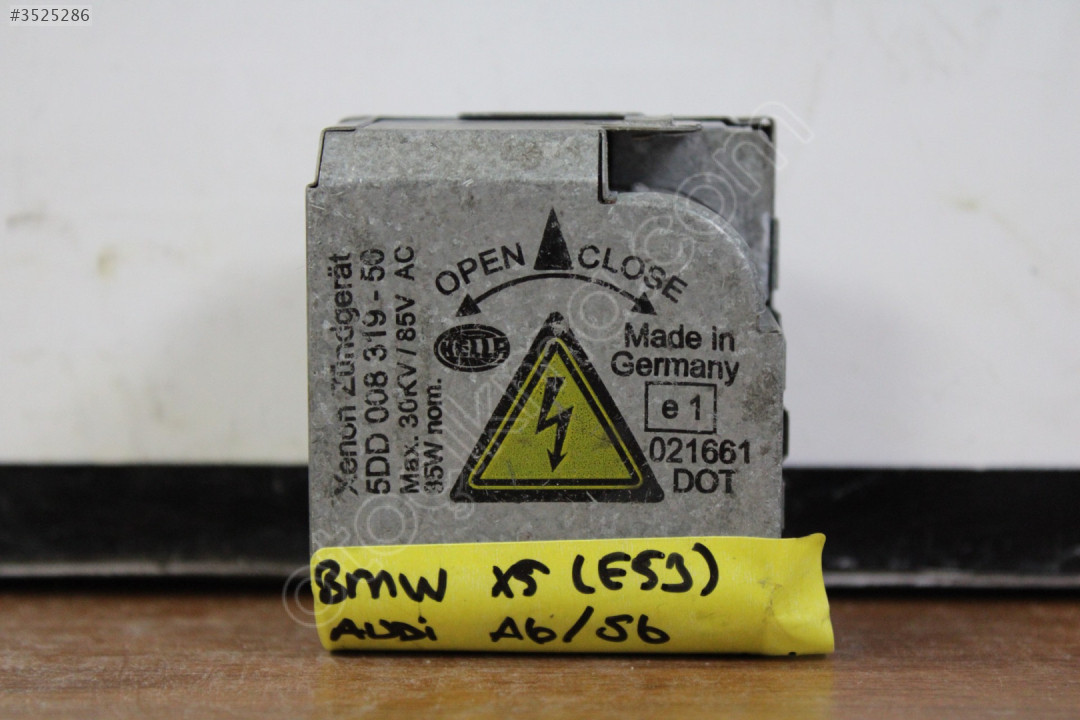 #3525286
OPEN CLOSE
Xenon Zündgerät
5DD 008 319 - 50
Max. 30KV / 85V AC
35W nom.
HELLA
Made in
Germany
e 1
021661
DOT
BMW X5 (E53)
AUDi A6/S6